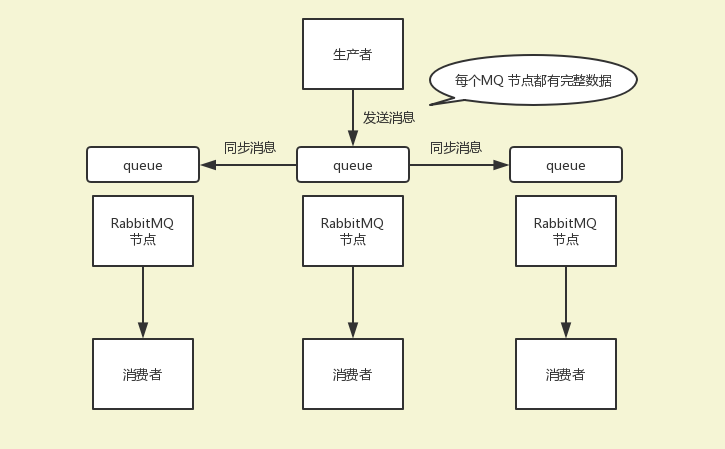 生产者
每个MQ 节点都有完整数据
发送消息
同步消息
同步消息
queue
queue
queue
RabbitMQ
节点
RabbitMQ
节点
RabbitMQ
节点
消费者
消费者
消费者